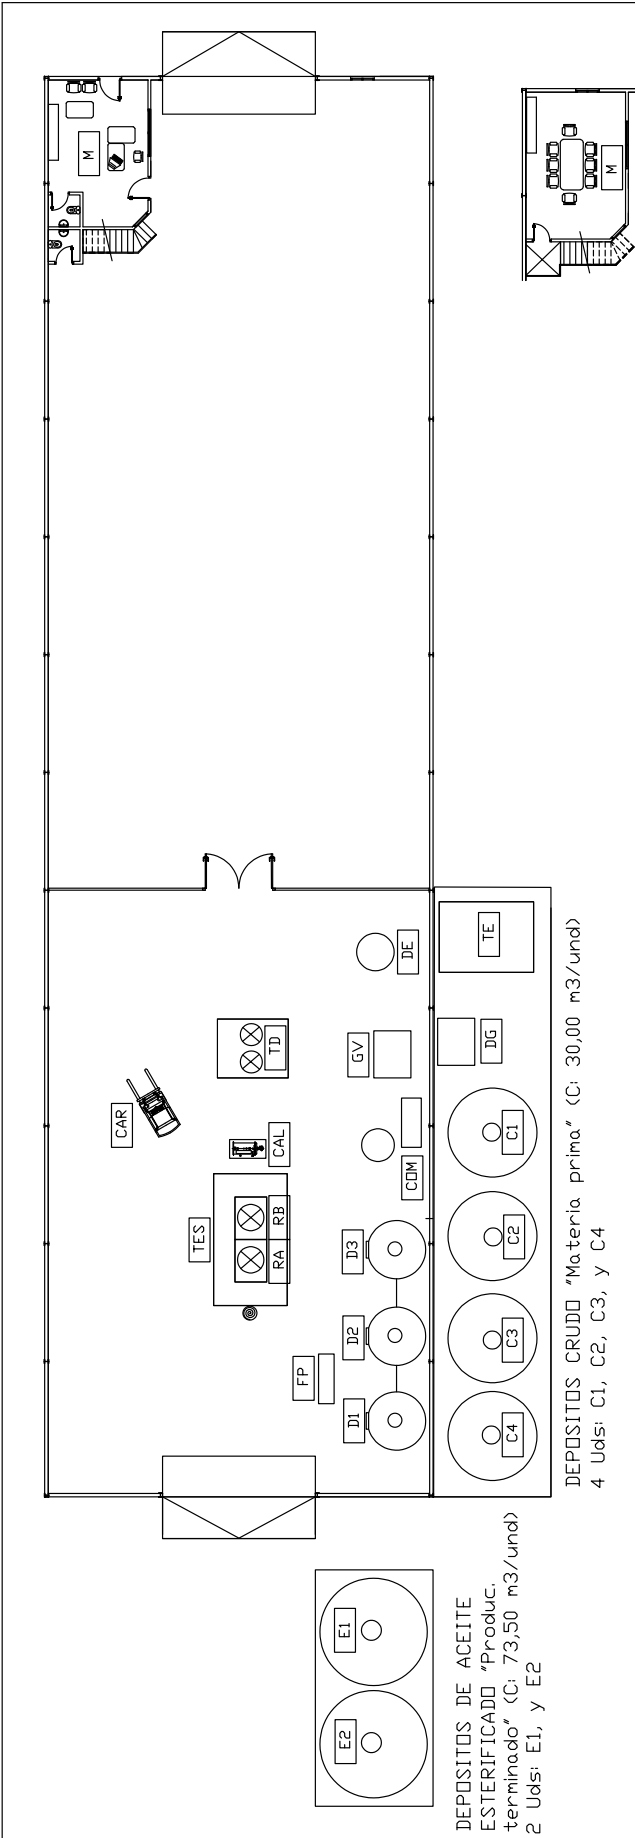 M
M
CAR
TES
RA
RB
CAL
TD
DE
GV
COM
D3
D2
D1
FP
TE
DG
C1
C2
C3
C4
DEPOSITOS CRUDO "Materia prima" (C: 30,00 m3/und)
4 Uds: C1, C2, C3, y C4
E1
E2
DEPOSITOS DE ACEITE
ESTERIFICADO "Produc.
terminado" (C: 73,50 m3/und)
2 Uds: E1, y E2